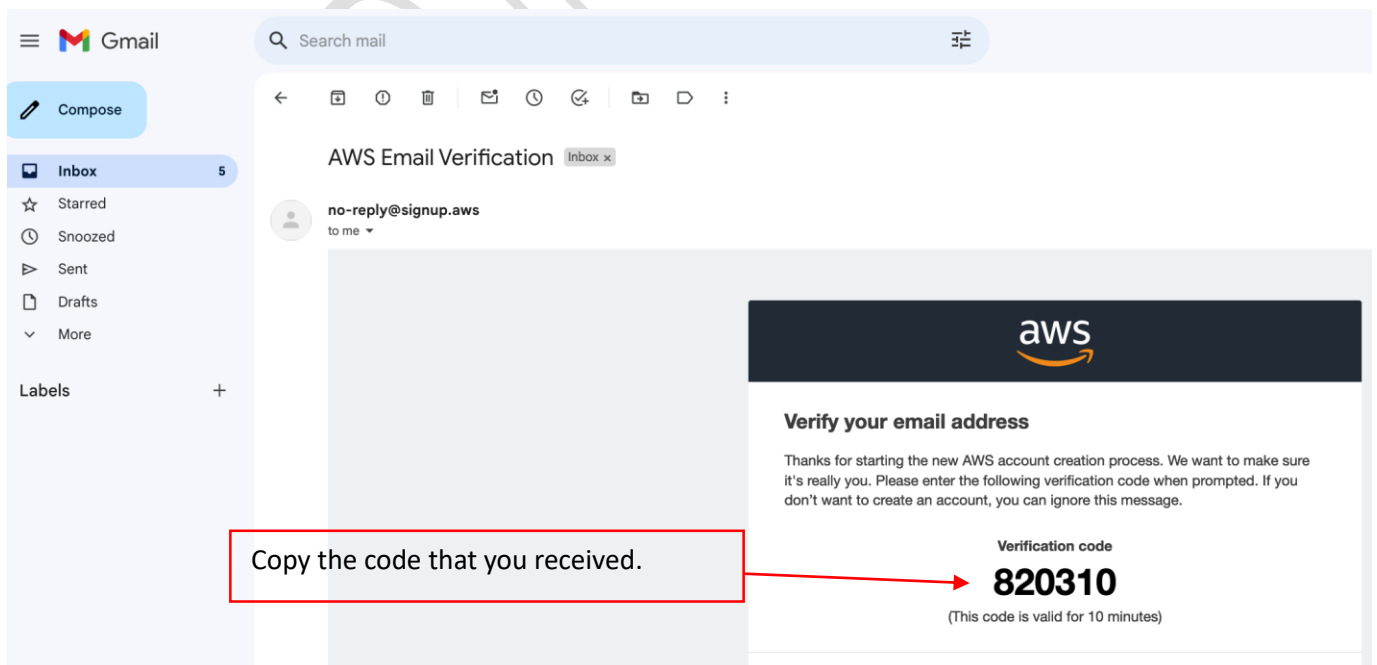 Gmail
Search mail
Compose
AWS Email Verification Inbox x
Inbox 5
no-reply@signup.aws
Starred
to me
Snoozed
Sent
Drafts
More
aws
Labels +
Verify your email address
Thanks for starting the new AWS account creation process. We want to make sure
it's really you. Please enter the following verification code when prompted. If you
don't want to create an account, you can ignore this message.
Copy the code that you received.
Verification code
820310
(This code is valid for 10 minutes)